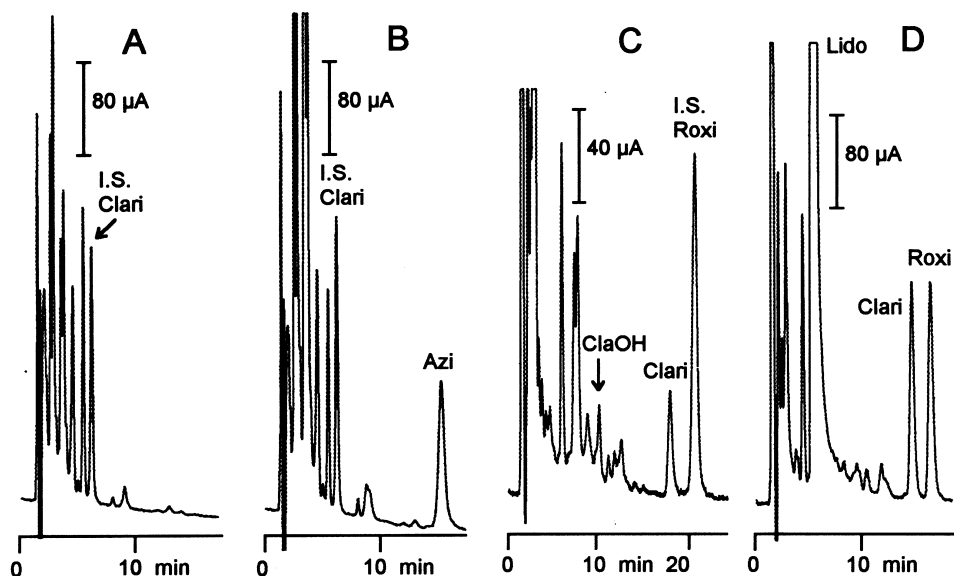 A
80 µA
I.S.
Clari
0
10
min
B
80 µA
I.S.
Clari
Azi
0
10
min
C
40 µA
I.S.
Roxi
ClaOH
Clari
0
10
min
20
D
Lido
80 µA
Roxi
Clari
0
10
min